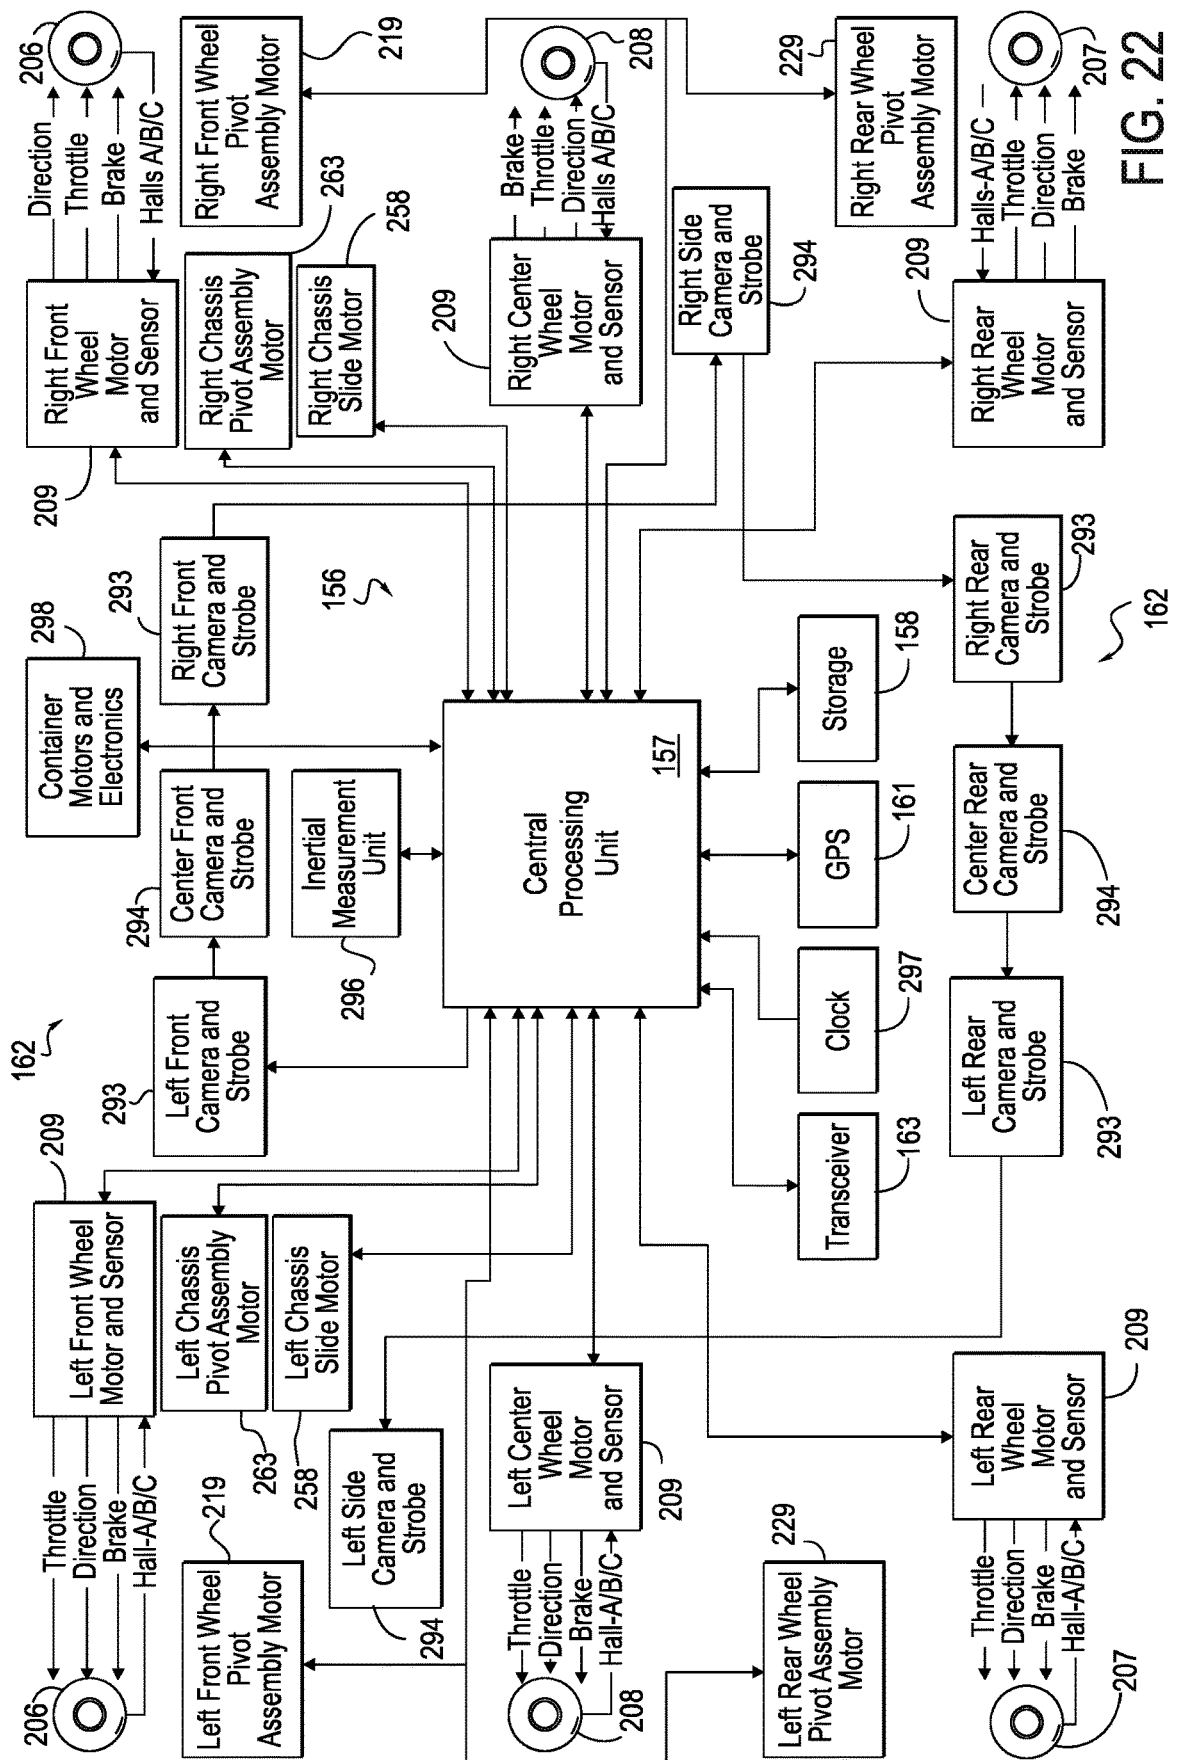 162
206
Throttle
Direction
Brake
Hall-A/B/C
Left Front Wheel
Motor and Sensor
209
Left Front Wheel
Pivot
Assembly Motor
219
Left Chassis
Pivot Assembly
Motor
263
Left Chassis
Slide Motor
258
Left Side
Camera and
Strobe
294
Left Front
Camera and
Strobe
293
Center Front
Camera and
Strobe
294
Right Front
Camera and
Strobe
293
Container
Motors and
Electronics
298
Inertial
Measurement
Unit
296
156
Right Front
Wheel
Motor
and Sensor
209
Direction
Throttle
Brake
Halls A/B/C
206
Right Front Wheel
Pivot
Assembly Motor
219
Right Chassis
Pivot Assembly
Motor
263
Right Chassis
Slide Motor
258
208
Throttle
Direction
Brake
Hall-A/B/C
Left Center
Wheel
Motor
and Sensor
209
Central
Processing
Unit
157
Right Center
Wheel
Motor
and Sensor
209
Brake
Throttle
Direction
Halls A/B/C
208
Right Side
Camera and
Strobe
294
Left Rear Wheel
Pivot Assembly
Motor
229
Transceiver
163
Clock
297
GPS
161
Storage
158
Right Rear Wheel
Pivot
Assembly Motor
229
207
Throttle
Direction
Brake
Hall-A/B/C
Left Rear
Wheel
Motor
and Sensor
209
Left Rear
Camera and
Strobe
293
Center Rear
Camera and
Strobe
294
Right Rear
Camera and
Strobe
293
162
Right Rear
Wheel
Motor
and Sensor
209
Halls-A/B/C
Throttle
Direction
Brake
207
FIG. 22